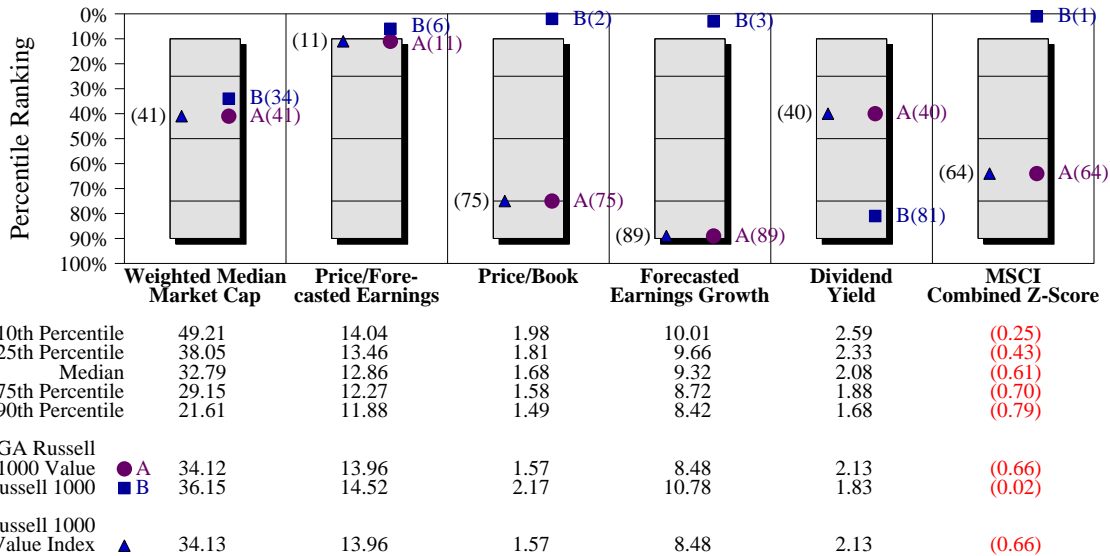 0%
10%
20%
30%
40%
50%
60%
70%
80%
90%
100%
Percentile Ranking
(41) B(34) A(41)
(11) B(6) A(11)
(75) B(2) A(75)
(89) B(3) A(89)
(40) A(40) B(81)
(64) B(1) A(64)
Weighted Median Price/Fore- Price/Book Forecasted Dividend MSCI
Market Cap casted Earnings Earnings Growth Yield Combined Z-Score
10th Percentile 49.21 14.04 1.98 10.01 2.59 (0.25)
25th Percentile 38.05 13.46 1.81 9.66 2.33 (0.43)
Median 32.79 12.86 1.68 9.32 2.08 (0.61)
75th Percentile 29.15 12.27 1.58 8.72 1.88 (0.70)
90th Percentile 21.61 11.88 1.49 8.42 1.68 (0.79)
GA Russell
1000 Value A 34.12 13.96 1.57 8.48 2.13 (0.66)
ussell 1000 B 36.15 14.52 2.17 10.78 1.83 (0.02)
ussell 1000
Value Index 34.13 13.96 1.57 8.48 2.13 (0.66)